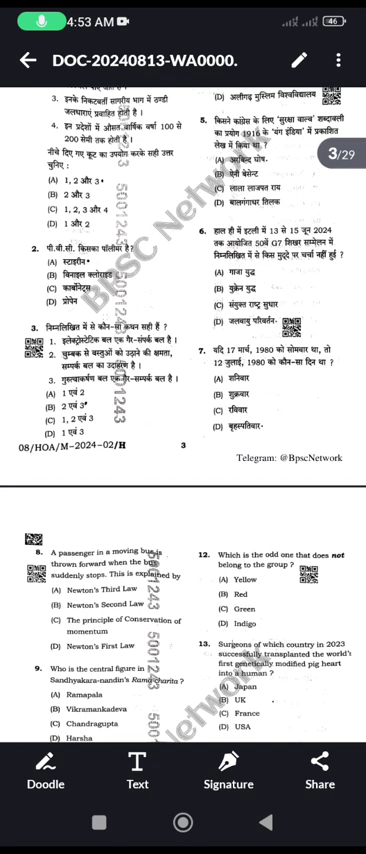 4:53 AM
46
DOC-20240813-WA0000.
3. इनके निकटवर्ती सागरीय भाग में ठण्डी
जलधाराएं प्रवाहित होती है ।
4. इन प्रदेशों में औसत वार्षिक वर्षा 100 से
200 सेमी तक होती है ।
नीचे दिए गए कूट का उपयोग करके सही उत्तर
चुनिए :
(A) 1, 2 और 3
(B) 2 और 3
(C) 1, 2, 3 और 4
(D) 1 और 2
2. पी.वी.सी. किसका पॉलीमर है?
(A) स्टाइरीन
(B) विनाइल क्लोराइड
(C) कार्बोनेट्स
(D) प्रोपेन
3. निम्नलिखित में से कौन-सा कथन सही हैं ?
1. इलेक्ट्रोस्टेटिक बल एक गैर-संपर्क बल है ।
2. चुम्बक से वस्तुओं को उठाने की क्षमता,
सम्पर्क बल का उदाहरण है ।
3. गुरुत्वाकर्षण बल एक गैर-सम्पर्क बल है ।
(A) 1 एवं 2
(B) 2 एवं 3
(C) 1, 2 एवं 3
(D) 1 एवं 3
08/HOA/M-2024-02/H
3
(D) अलीगढ़ मुस्लिम विश्वविद्यालय
5. किसने कांग्रेस के लिए 'सुरक्षा वाल्व' शब्दावली
का प्रयोग 1916 के 'यंग इंडिया' में प्रकाशित
लेख में किया था ?
(A) अरबिन्द घोष
(B) ऐनी बेसेन्ट
(C) लाला लाजपत राय
(D) बालगंगाधर तिलक
3/29
6. हाल ही में इटली में 13 से 15 जून 2024
तक आयोजित 50वें G7 शिखर सम्मेलन में
निम्नलिखित में से किस मुद्दे पर चर्चा नहीं हुई ?
(A) गाजा युद्ध
(B) युक्रेन युद्ध
(C) संयुक्त राष्ट्र सुधार
(D) जलवायु परिवर्तन
7. यदि 17 मार्च, 1980 को सोमवार था, तो
12 जुलाई, 1980 को कौन-सा दिन था ?
(A) शनिवार
(B) शुक्रवार
(C) रविवार
(D) बृहस्पतिवार
Telegram: @BpscNetwork
5001243 5001243 5001243
BPSC Network
8. A passenger in a moving bus is
thrown forward when the bus
suddenly stops. This is explained by
(A) Newton's Third Law
(B) Newton's Second Law
(C) The principle of Conservation of
momentum
(D) Newton's First Law
9. Who is the central figure in
Sandhyakara-nandin's Ramacharita ?
(A) Ramapala
(B) Vikramankadeva
(C) Chandragupta
(D) Harsha
12. Which is the odd one that does not
belong to the group ?
(A) Yellow
(B) Red
(C) Green
(D) Indigo
13. Surgeons of which country in 2023
successfully transplanted the world's
first genetically modified pig heart
into a human ?
(A) Japan
(B) UK
(C) France
(D) USA
5001243 5001243 500
Network
Doodle
Text
Signature
Share